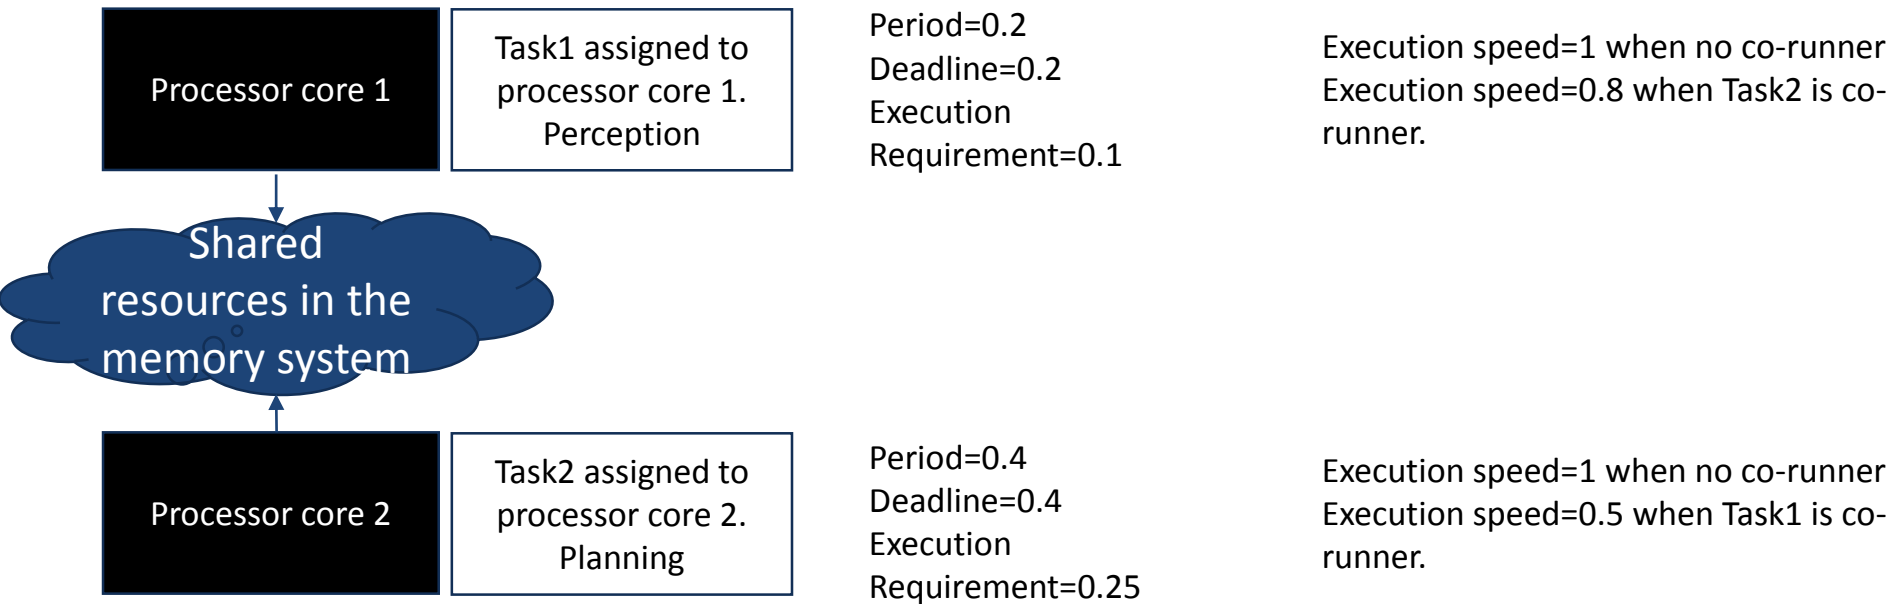 Processor core 1
Task1 assigned to
processor core 1.
Perception
Period=0.2
Deadline=0.2
Execution
Requirement=0.1
Execution speed=1 when no co-runner
Execution speed=0.8 when Task2 is co-
runner.
Shared
resources in the
memory system
Processor core 2
Task2 assigned to
processor core 2.
Planning
Period=0.4
Deadline=0.4
Execution
Requirement=0.25
Execution speed=1 when no co-runner
Execution speed=0.5 when Task1 is co-
runner.